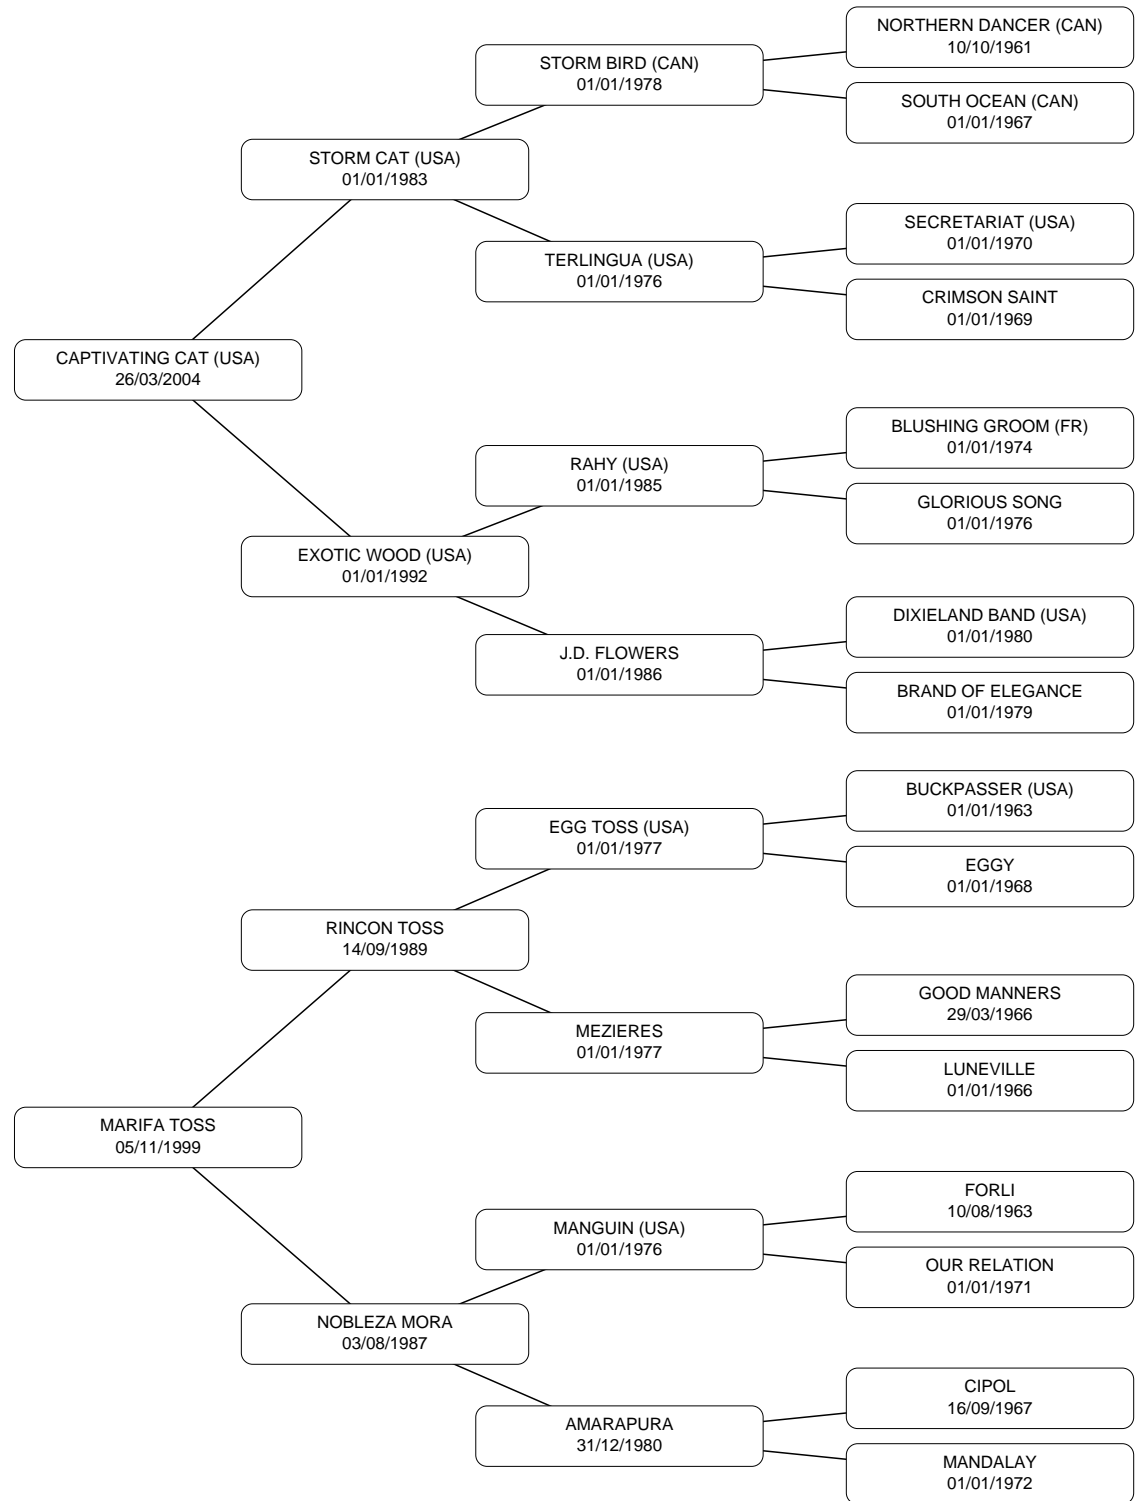 NORTHERN DANCER (CAN)
10/10/1961
STORM BIRD (CAN)
01/01/1978
SOUTH OCEAN (CAN)
01/01/1967
STORM CAT (USA)
01/01/1983
SECRETARIAT (USA)
01/01/1970
TERLINGUA (USA)
01/01/1976
CRIMSON SAINT
01/01/1969
CAPTIVATING CAT (USA)
26/03/2004
BLUSHING GROOM (FR)
01/01/1974
RAHY (USA)
01/01/1985
GLORIOUS SONG
01/01/1976
EXOTIC WOOD (USA)
01/01/1992
DIXIELAND BAND (USA)
01/01/1980
J.D. FLOWERS
01/01/1986
BRAND OF ELEGANCE
01/01/1979
BUCKPASSER (USA)
01/01/1963
EGG TOSS (USA)
01/01/1977
EGGY
01/01/1968
RINCON TOSS
14/09/1989
GOOD MANNERS
29/03/1966
MEZIERES
01/01/1977
LUNEVILLE
01/01/1966
MARIFA TOSS
05/11/1999
FORLI
10/08/1963
MANGUIN (USA)
01/01/1976
OUR RELATION
01/01/1971
NOBLEZA MORA
03/08/1987
CIPOL
16/09/1967
AMARAPURA
31/12/1980
MANDALAY
01/01/1972